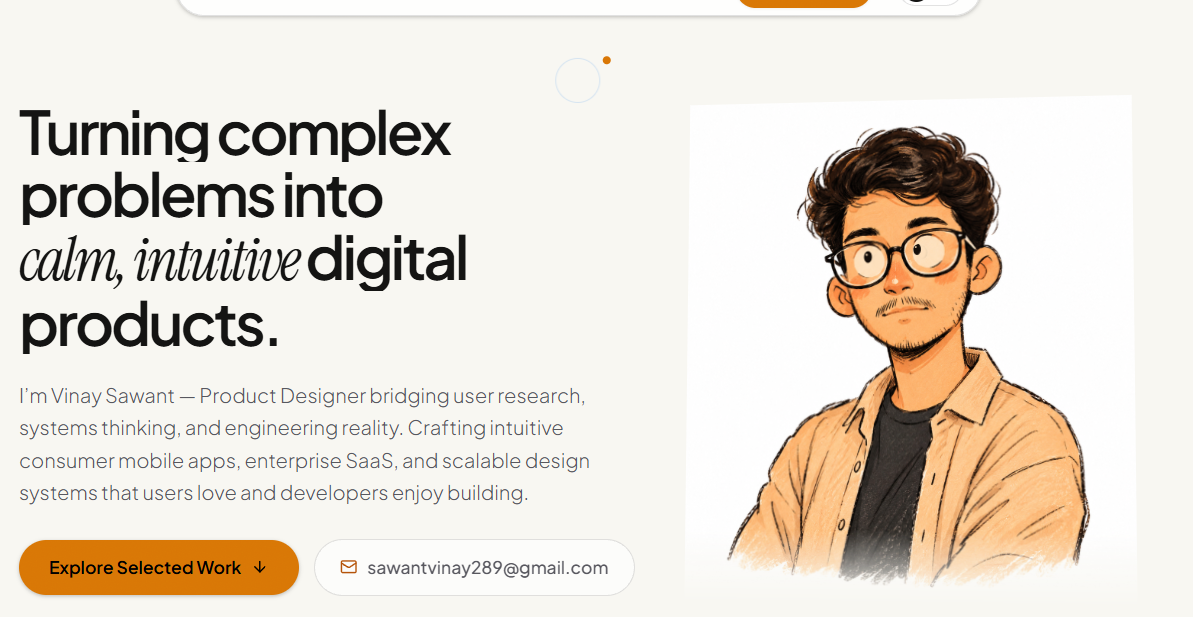 Turning complex
problems into
calm, intuitive digital
products.
I’m Vinay Sawant — Product Designer bridging user research,
systems thinking, and engineering reality. Crafting intuitive
consumer mobile apps, enterprise SaaS, and scalable design
systems that users love and developers enjoy building.
Explore Selected Work ↓
sawantvinay289@gmail.com